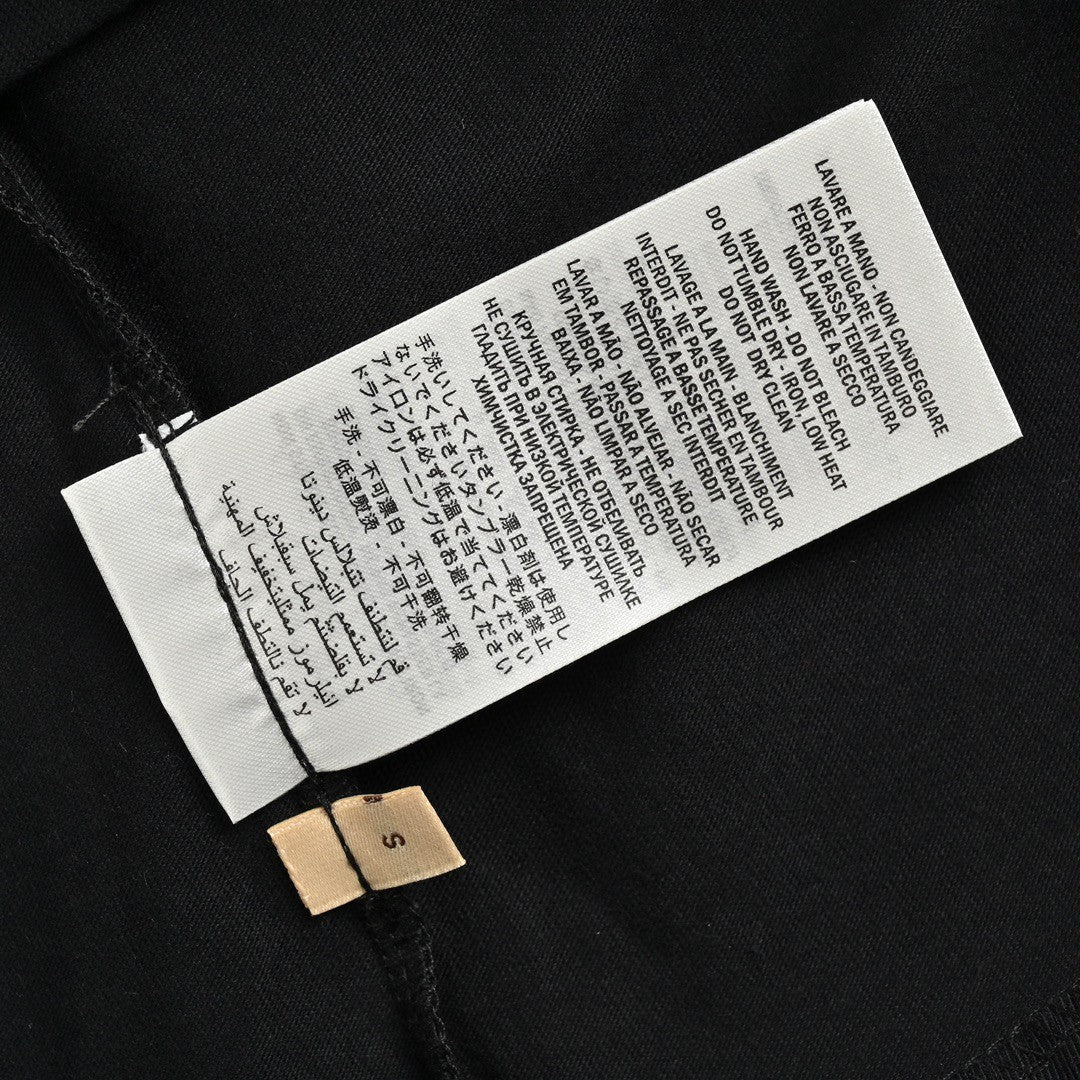 LAVARE A MANO - NON CANDEGGIARE
NON ASCIUGARE IN TAMBURO
FERRO A BASSA TEMPERATURA
NON LAVARE A SECCO
HAND WASH - DO NOT BLEACH
DO NOT TUMBLE DRY - IRON LOW HEAT
DO NOT DRY CLEAN
LAVAGE A LA MAIN - BLANCHIMENT
INTERDIT - NE PAS SECHER EN TAMBOUR
REPASSAGE A BASSE TEMPERATURE
NETTOYAGE A SEC INTERDIT
LAVAR A MÃO - NÃO ALVEJAR - NÃO SECAR
EM TAMBOR - PASSAR A TEMPERATURA
BAIXA - NÃO LIMPAR A SECO
КРУЧНАЯ СТИРКА - НЕ ОТБЕЛИВАТЬ
НЕ СУШИТЬ В ЭЛЕКТРИЧЕСКОЙ СУШИЛКЕ
ГЛАДИТЬ ПРИ НИЗКОЙ ТЕМПЕРАТУРЕ
ХИМЧИСТКА ЗАПРЕЩЕНА
手洗いしてください - 漂白剤は使用し
ないでくださいタンブラー乾燥禁止
アイロンは必ず低温で当ててください
ドライクリーニングはお避けください
手洗 - 不可漂白 - 不可翻转干燥
低温熨烫 - 不可干洗
S